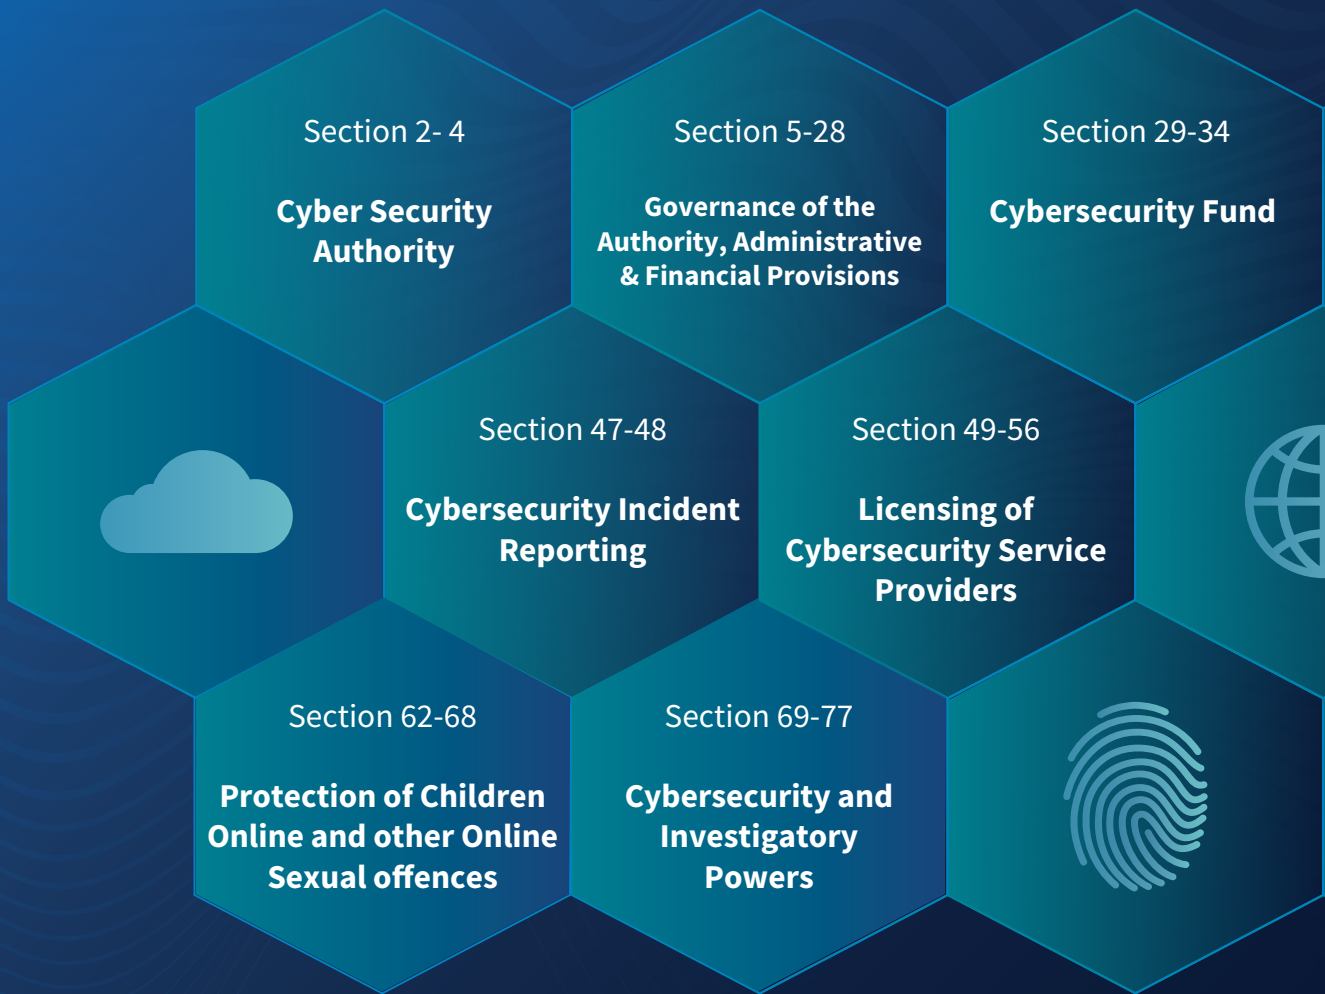 Section 2- 4
Cyber Security
Authority
Section 5-28
Governance of the
Authority, Administrative
& Financial Provisions
Section 29-34
Cybersecurity Fund
Section 47-48
Cybersecurity Incident
Reporting
Section 49-56
Licensing of
Cybersecurity Service
Providers
Section 62-68
Protection of Children
Online and other Online
Sexual offences
Section 69-77
Cybersecurity and
Investigatory
Powers